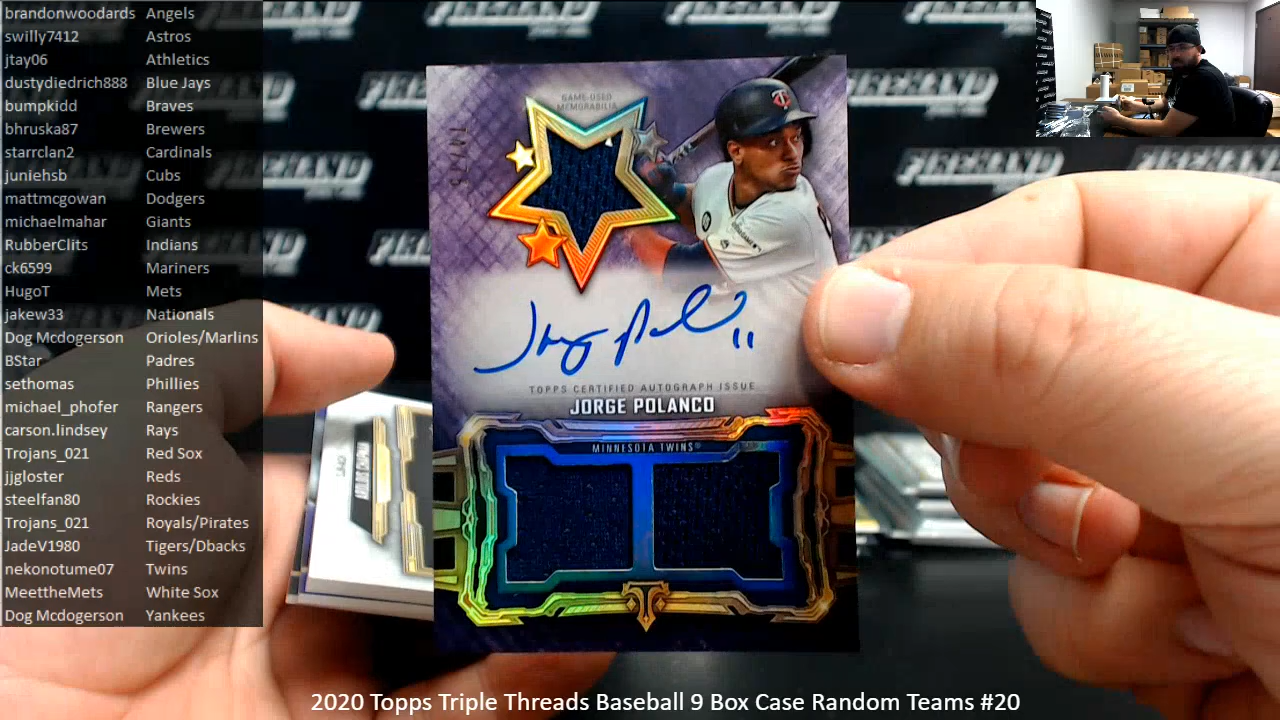 brandonwoodards Angels
swilly7412 Astros
jtay06 Athletics
dustydiedrich888 Blue Jays
bumpkidd Braves
bhruska87 Brewers
starrclan2 Cardinals
juniehsb Cubs
mattmcgowan Dodgers
michaelmahar Giants
RubberClits Indians
ck6599 Mariners
HugoT Mets
jakew33 Nationals
Dog Mcdogerson Orioles/Marlins
BStar Padres
sethomas Phillies
michael_phofer Rangers
carson.lindsey Rays
Trojans_021 Red Sox
jjgloster Reds
steelfan80 Rockies
Trojans_021 Royals/Pirates
JadeV1980 Tigers/Dbacks
nekonotume07 Twins
MeettheMets White Sox
Dog Mcdogerson Yankees
FIREHAND
GAME-USED
MEMORABILIA
Jorge Polanco 11
TOPPS CERTIFIED AUTOGRAPH ISSUE
JORGE POLANCO
MINNESOTA TWINS®
2020 Topps Triple Threads Baseball 9 Box Case Random Teams #20